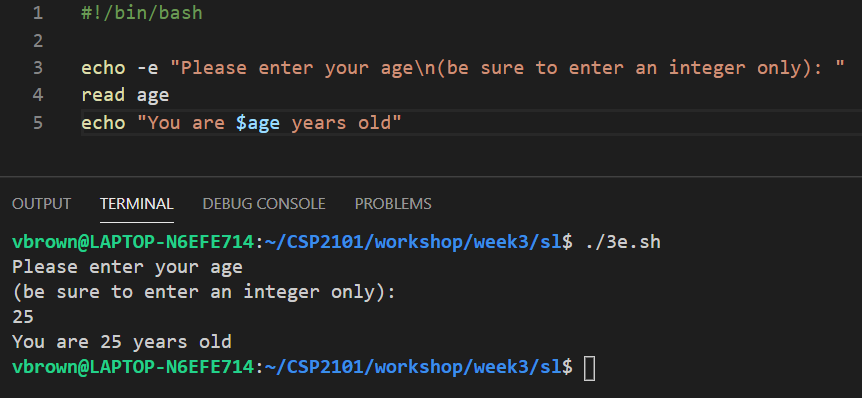 1 #!/bin/bash
2
3 echo -e "Please enter your age\n(be sure to enter an integer only): "
4 read age
5 echo "You are $age years old"
OUTPUT TERMINAL DEBUG CONSOLE PROBLEMS
vbrown@LAPTOP-N6EFE714:~/CSP2101/workshop/week3/sl$ ./3e.sh
Please enter your age
(be sure to enter an integer only):
25
You are 25 years old
vbrown@LAPTOP-N6EFE714:~/CSP2101/workshop/week3/sl$